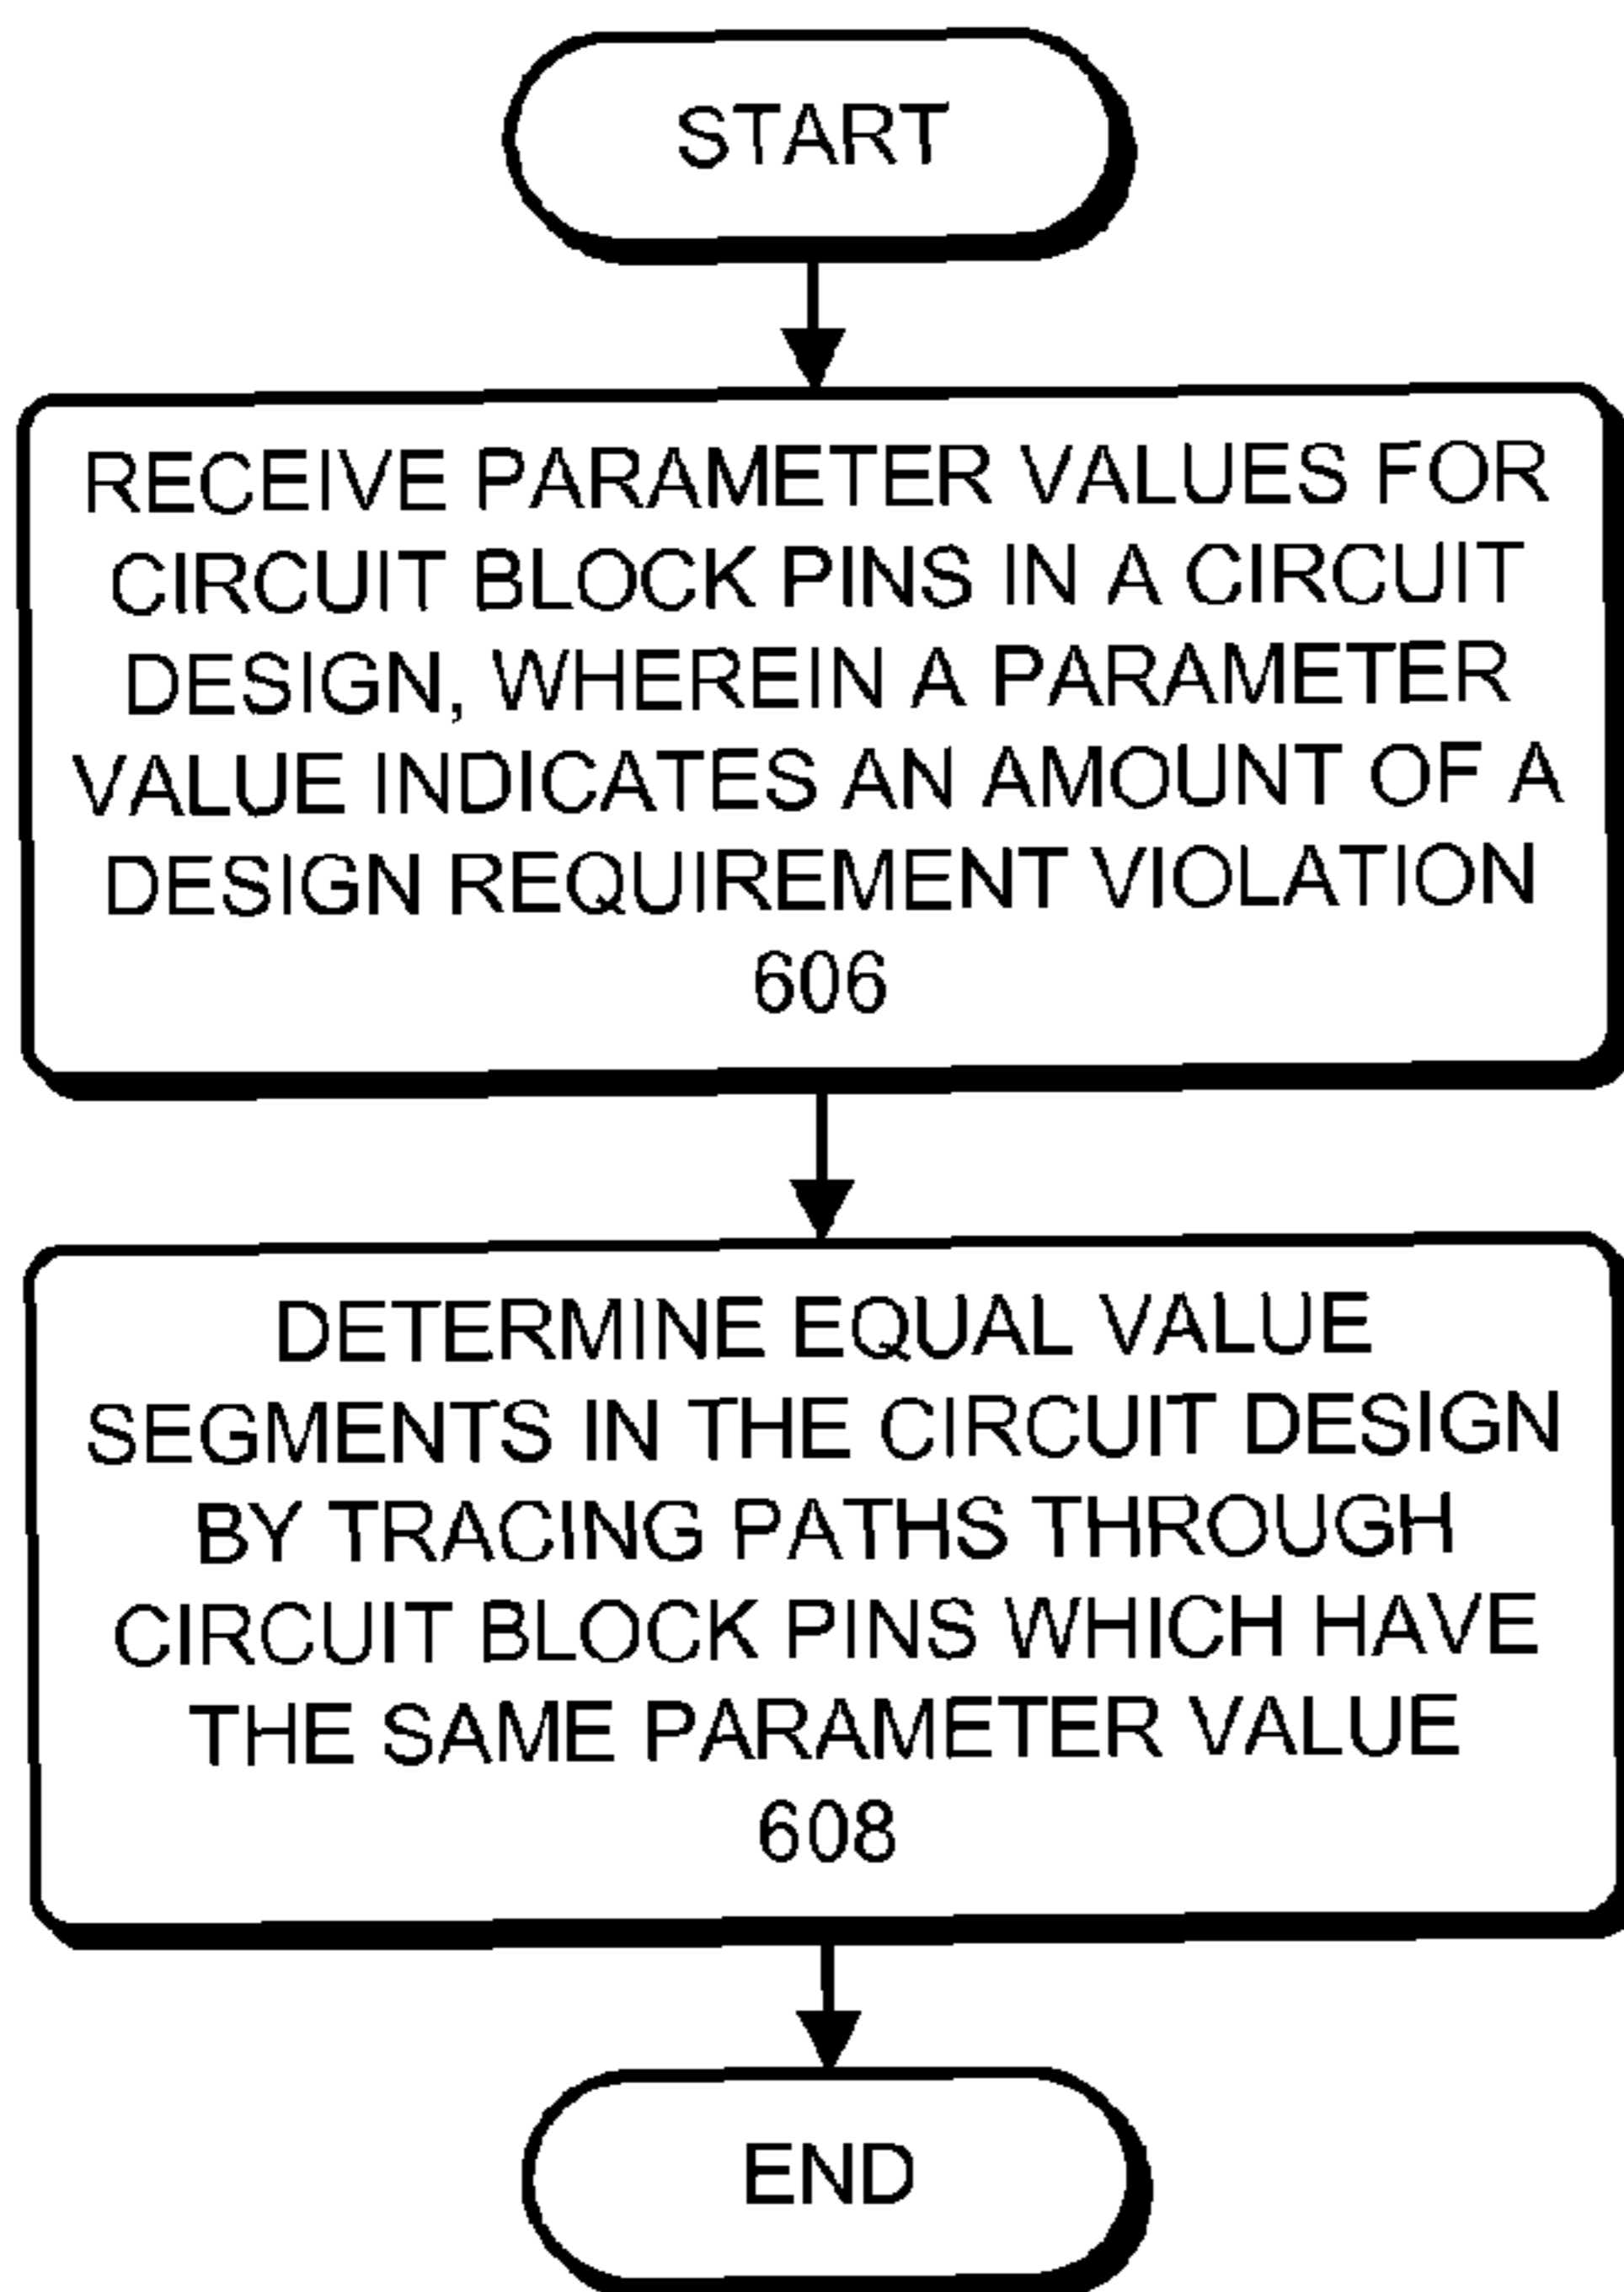 START
RECEIVE PARAMETER VALUES FOR
CIRCUIT BLOCK PINS IN A CIRCUIT
DESIGN, WHEREIN A PARAMETER
VALUE INDICATES AN AMOUNT OF A
DESIGN REQUIREMENT VIOLATION
606
DETERMINE EQUAL VALUE
SEGMENTS IN THE CIRCUIT DESIGN
BY TRACING PATHS THROUGH
CIRCUIT BLOCK PINS WHICH HAVE
THE SAME PARAMETER VALUE
608
END